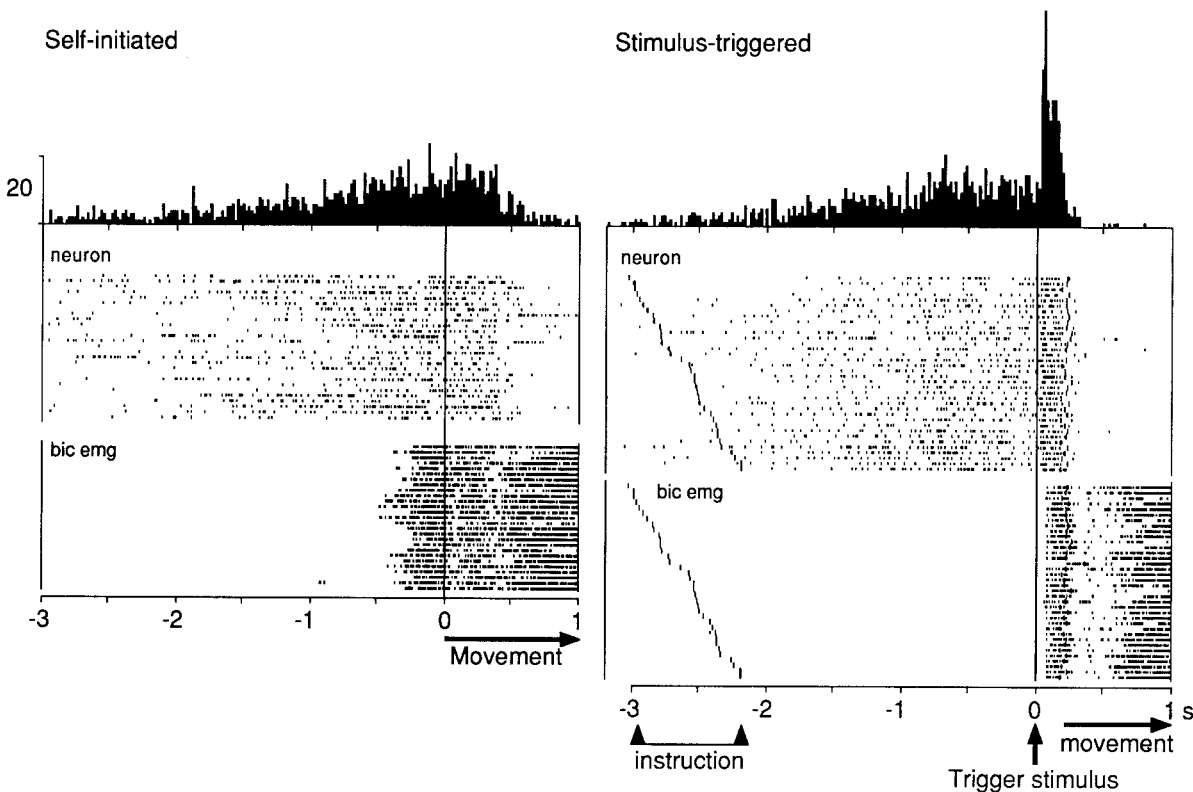 Self-initiated
20
neuron
bic emg
-3 -2 -1 0 1
Movement
Stimulus-triggered
neuron
bic emg
-3 -2 -1 0 1 s
instruction
movement
Trigger stimulus